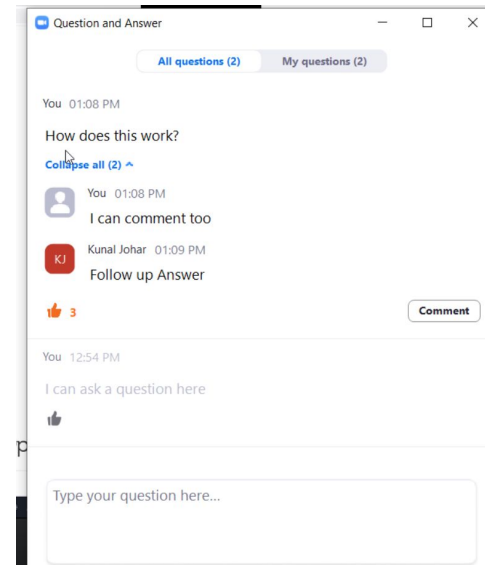 Question and Answer
All questions (2) My questions (2)
You 01:08 PM
How does this work?
Collapse all (2)
You 01:08 PM
I can comment too
KJ
Kunal Johar 01:09 PM
Follow up Answer
3
Comment
You 12:54 PM
I can ask a question here
p
Type your question here...